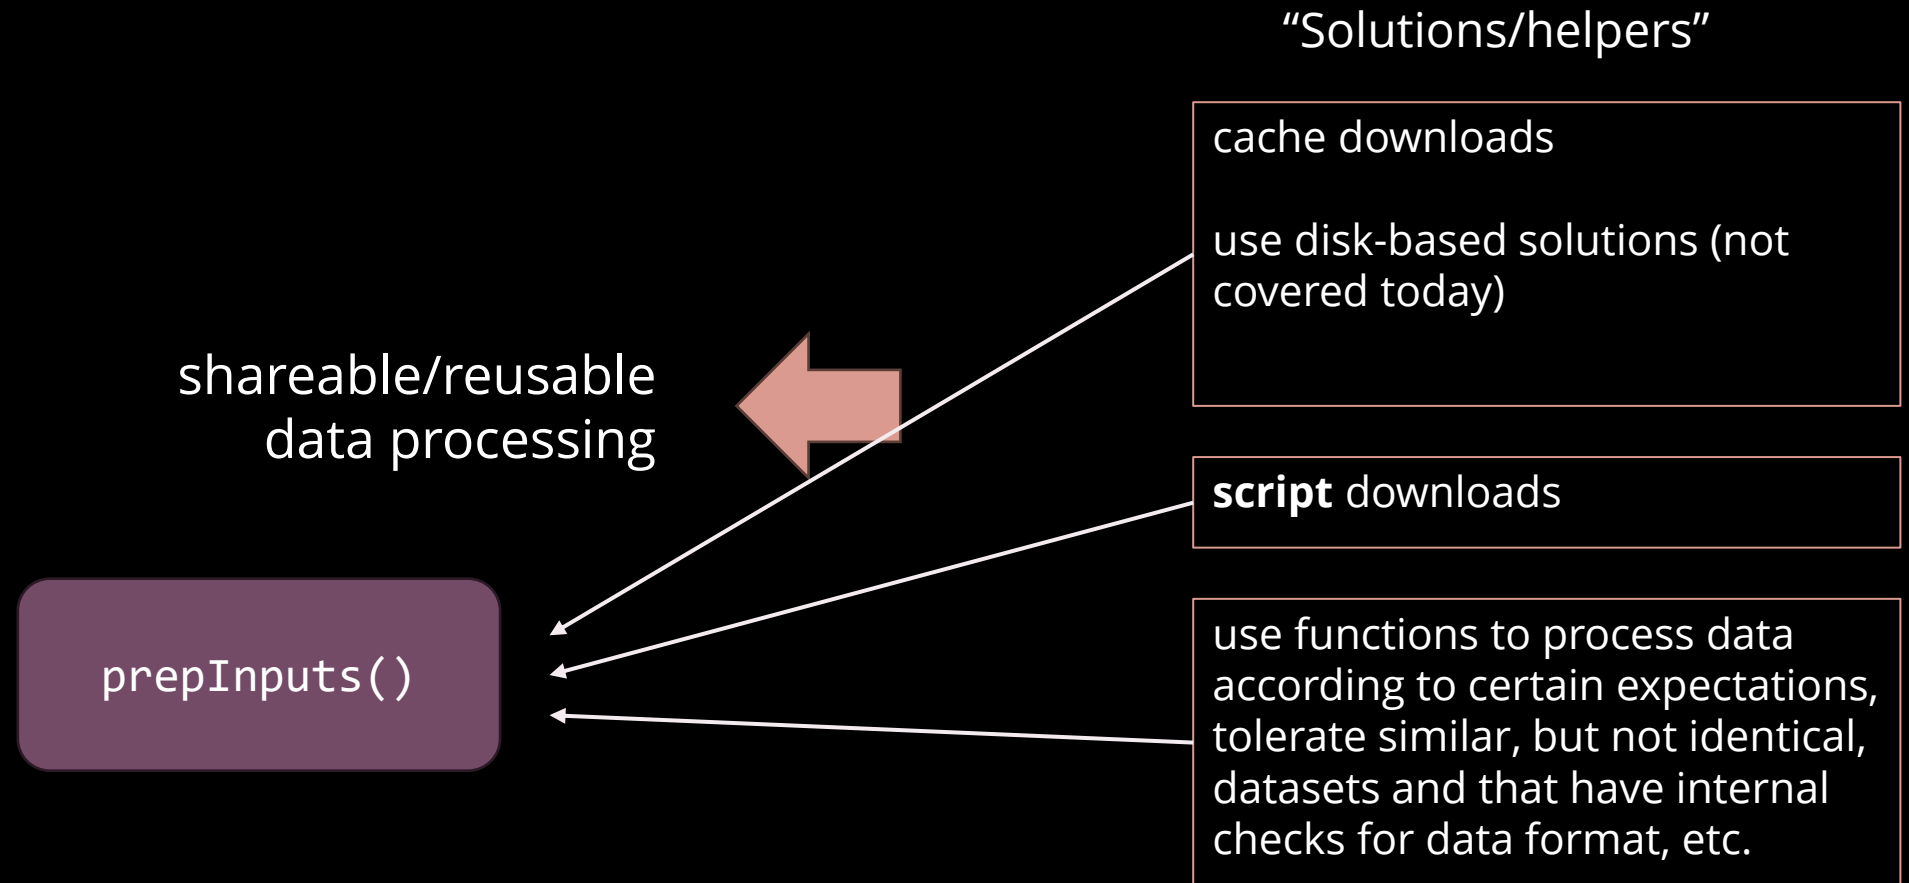 “Solutions/helpers”
cache downloads
use disk-based solutions (not
covered today)
shareable/reusable
data processing
script downloads
prepInputs()
use functions to process data
according to certain expectations,
tolerate similar, but not identical,
datasets and that have internal
checks for data format, etc.